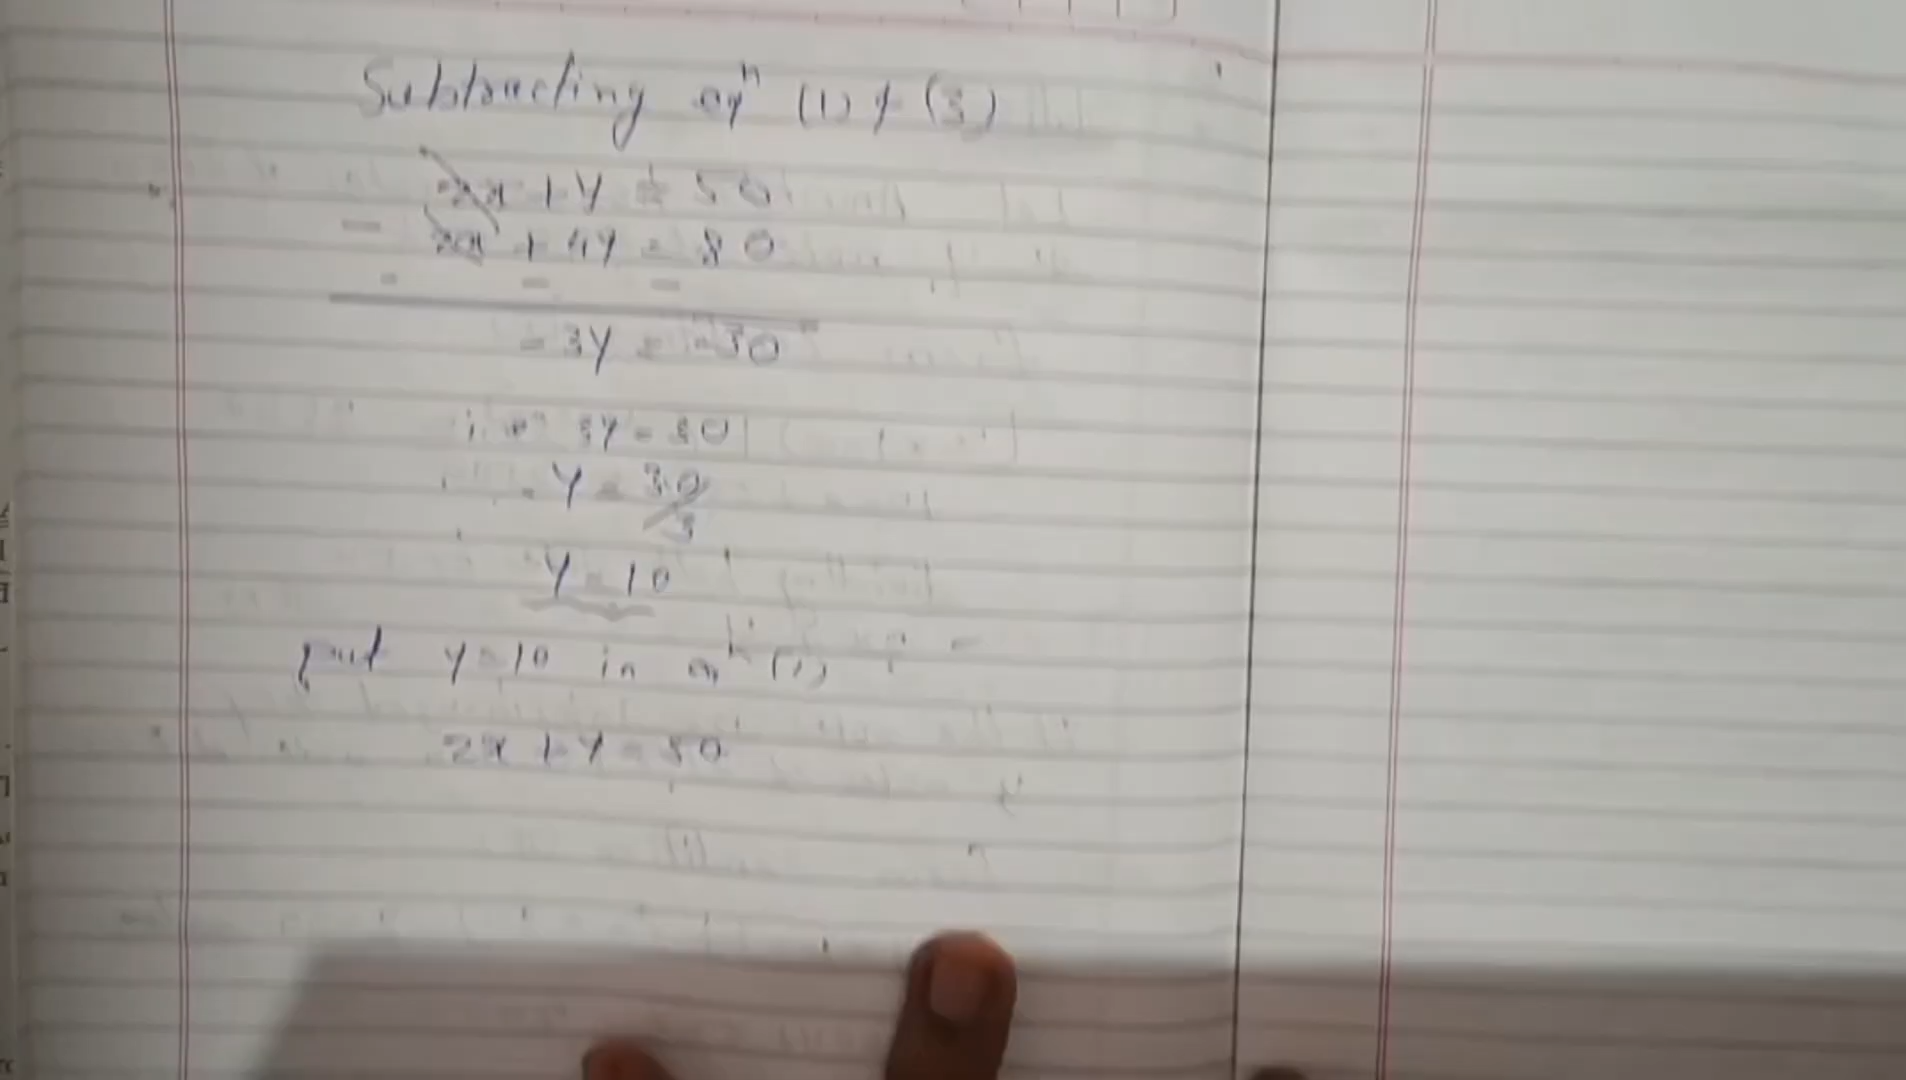 Subtracting eqⁿ (1) & (3)
2x + y = 50
- 2x + 4y = 80
- - -
- 3y = -30
i.e. 3y = 30
y = 30/3
y = 10
put y = 10 in eqⁿ (1)
2x + y = 50